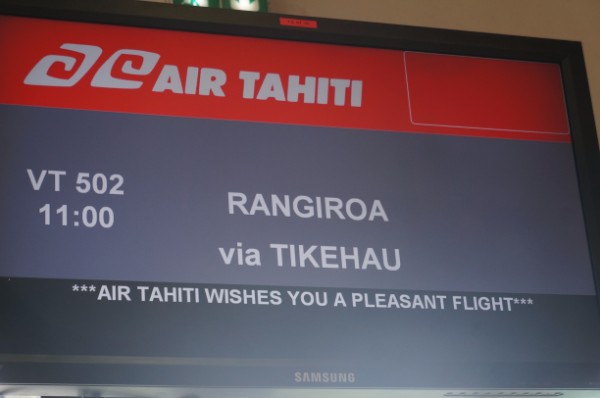 AIR TAHITI
VT 502
11:00
RANGIROA
via TIKEHAU
***AIR TAHITI WISHES YOU A PLEASANT FLIGHT***
SAMSUNG